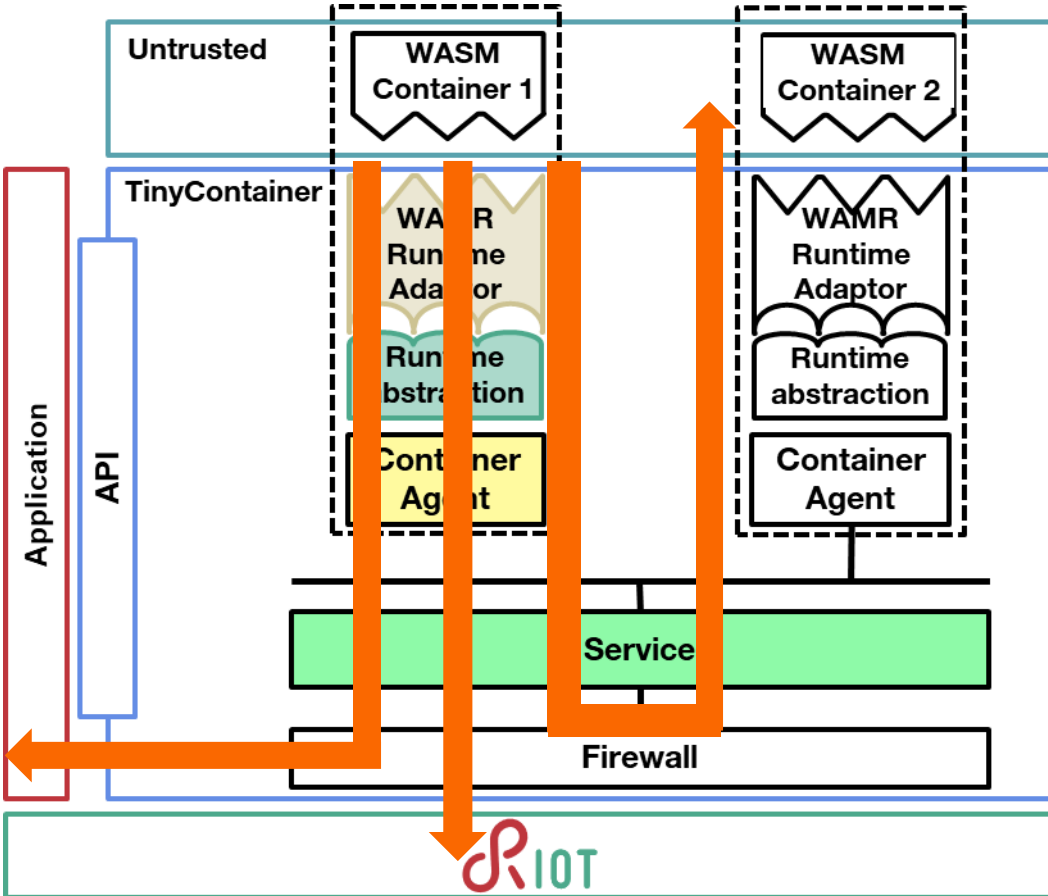 Untrusted
WASM
Container 1
WASM
Container 2
TinyContainer
WAMR
Runtime
Adaptor
WAMR
Runtime
Adaptor
Runtime
abstraction
Runtime
abstraction
Container
Agent
Container
Agent
Application
API
Service
Firewall
RIOT